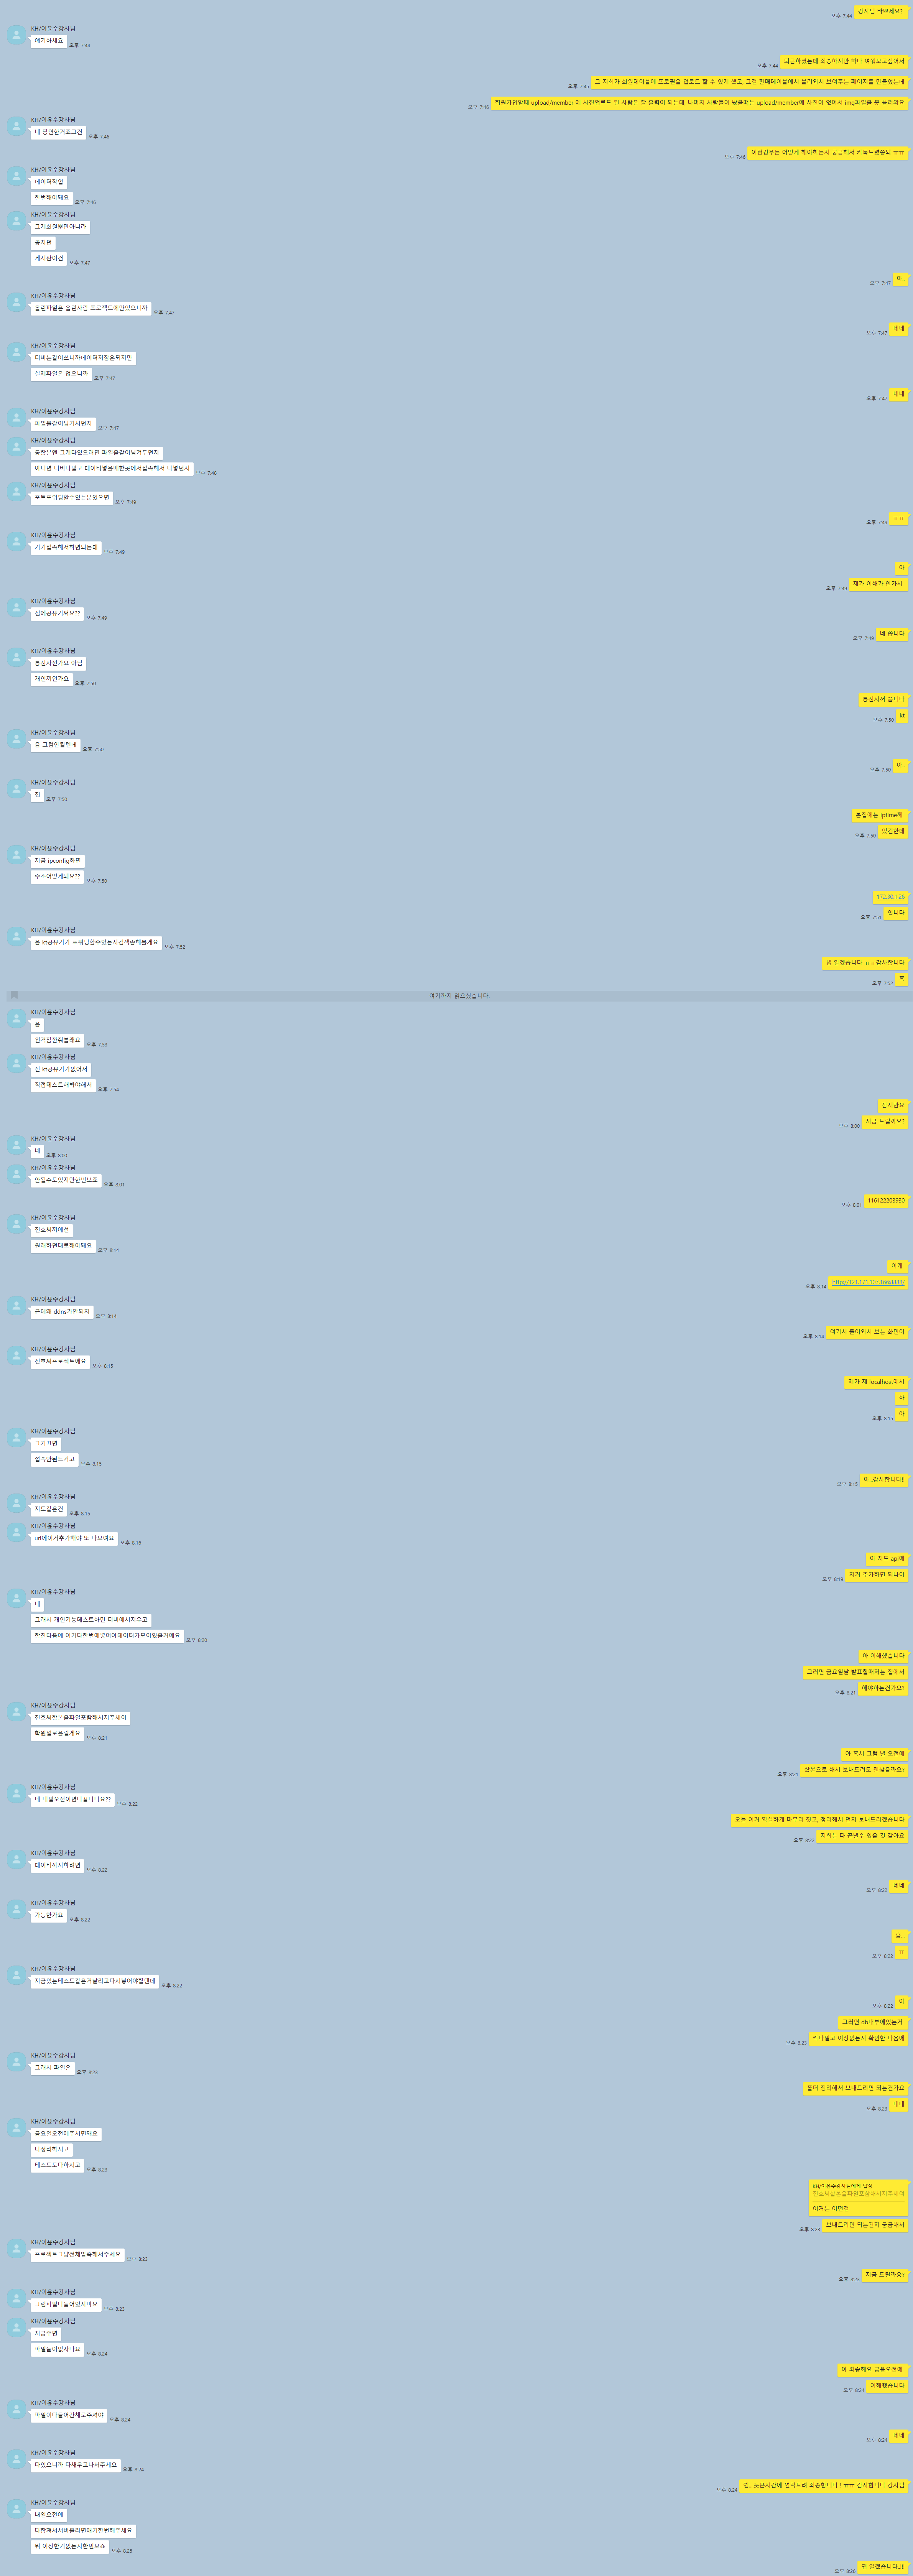 강사님 바쁘세요?
오후 7:44
KH/이윤수강사님
얘기하세요
오후 7:44
퇴근하셨는데 죄송하지만 하나 여쭤보고싶어서
오후 7:44
그 저희가 회원테이블에 프로필을 업로드 할 수 있게 했고, 그걸 판매테이블에서 불러와서 보여주는 페이지를 만들었는데
오후 7:45
회원가입할때 upload/member 에 사진업로드 된 사람은 잘 출력이 되는데, 나머지 사람들이 봤을때는 upload/member에 사진이 없어서 img파일을 못 불러와요
오후 7:46
KH/이윤수강사님
네 당연한거죠그건
오후 7:46
이런경우는 어떻게 해야하는지 궁금해서 카톡드렸씁돠 ㅠㅠ
오후 7:46
KH/이윤수강사님
데이터작업
한번해야돼요
오후 7:46
KH/이윤수강사님
그게회원뿐만아니라
공지던
게시판이건
오후 7:47
아..
오후 7:47
KH/이윤수강사님
올린파일은 올린사람 프로젝트에만있으니까
오후 7:47
네네
오후 7:47
KH/이윤수강사님
디비는같이쓰니까데이터저장은되지만
실제파일은 없으니까
오후 7:47
네네
오후 7:47
KH/이윤수강사님
파일을같이넘기시던지
오후 7:47
KH/이윤수강사님
통합본엔 그게다있으려면 파일을같이넘겨두던지
아니면 디비다밀고 데이터넣을때한곳에서접속해서 다넣던지
오후 7:48
KH/이윤수강사님
포트포워딩할수있는분있으면
오후 7:49
ㅠㅠ
오후 7:49
KH/이윤수강사님
거기접속해서하면되는데
오후 7:49
아
제가 이해가 안가서
오후 7:49
KH/이윤수강사님
집에공유기써요??
오후 7:49
네 씁니다
오후 7:49
KH/이윤수강사님
통신사껀가요 아님
개인꺼인가요
오후 7:50
통신사꺼 씁니다
kt
오후 7:50
KH/이윤수강사님
음 그럼안될텐데
오후 7:50
아..
오후 7:50
KH/이윤수강사님
집
오후 7:50
본집에는 iptime께
있긴한데
오후 7:50
KH/이윤수강사님
지금 ipconfig하면
주소어떻게돼요??
오후 7:50
172.30.1.26
입니다
오후 7:51
KH/이윤수강사님
음 kt공유기가 포워딩할수있는지검색좀해볼게요
오후 7:52
넵 알겠습니다 ㅠㅠ감사합니다
흑
오후 7:52
여기까지 읽으셨습니다.
KH/이윤수강사님
음
원격잠깐줘볼래요
오후 7:53
KH/이윤수강사님
전 kt공유기가없어서
직접테스트해봐야해서
오후 7:54
잠시만요
지금 드릴까요?
오후 8:00
KH/이윤수강사님
네
오후 8:00
KH/이윤수강사님
안될수도있지만한번보죠
오후 8:01
116122203930
오후 8:01
KH/이윤수강사님
진호씨꺼에선
원래하던대로해야돼요
오후 8:14
이게
http://121.171.107.166:8888/
오후 8:14
KH/이윤수강사님
근데왜 ddns가안되지
오후 8:14
여기서 들어와서 보는 화면이
오후 8:14
KH/이윤수강사님
진호씨프로젝트에요
오후 8:15
제가 제 localhost에서
하
아
오후 8:15
KH/이윤수강사님
그거끄면
접속안된느거고
오후 8:15
아...감사합니다!!
오후 8:15
KH/이윤수강사님
지도같은건
오후 8:15
KH/이윤수강사님
url에이거추가해야 또 다보여요
오후 8:16
아 지도 api에
저거 추가하면 되나여
오후 8:18
KH/이윤수강사님
네
그래서 개인기능테스트하면 디비에서지우고
합친다음에 여기다한번에넣어야데이터가모여있을거에요
오후 8:20
아 이해했습니다
그러면 금요일날 발표할때저는 집에서
해야하는건가요?
오후 8:21
KH/이윤수강사님
진호씨합본을파일포함해서저주세여
학원껄로올릴게요
오후 8:21
아 혹시 그럼 낼 오전에
합본으로 해서 보내드려도 괜찮을까요?
오후 8:21
KH/이윤수강사님
네 내일오전이면다끝나나요??
오후 8:22
오늘 이거 확실하게 마무리 짓고, 정리해서 먼저 보내드리겠습니다
저희는 다 끝낼수 있을 것 같아요
오후 8:22
KH/이윤수강사님
데이터까지하려면
오후 8:22
네네
오후 8:22
KH/이윤수강사님
가능한가요
오후 8:22
흠...
ㅠ
오후 8:22
KH/이윤수강사님
지금있는테스트같은거날리고다시넣어야할텐데
오후 8:22
아
오후 8:22
그러면 db내부에있는거
싹다밀고 이상없는지 확인한 다음에
오후 8:23
KH/이윤수강사님
그래서 파일은
오후 8:23
폴더 정리해서 보내드리면 되는건가요
네네
오후 8:23
KH/이윤수강사님
금요일오전에주시면돼요
다정리하시고
테스트도다하시고
오후 8:23
KH/이윤수강사님에게 답장
진호씨합본을파일포함해서저주세여
이거는 어떤걸
보내드리면 되는건지 궁금해서
오후 8:23
KH/이윤수강사님
프로젝트그냥전체압축해서주세요
오후 8:23
지금 드릴까용?
오후 8:23
KH/이윤수강사님
그럼파일다들어있자마요
오후 8:23
KH/이윤수강사님
지금주면
파일들이없자나요
오후 8:24
아 죄송해요 금욜오전에
이해했습니다
오후 8:24
KH/이윤수강사님
파일이다들어간채로주셔야
오후 8:24
네네
오후 8:24
KH/이윤수강사님
다있으니까 다채우고나서주세요
오후 8:24
옙...늦은시간에 연락드려 죄송합니다 ! ㅠㅠ 감사합니다 강사님
오후 8:24
KH/이윤수강사님
내일오전에
다합쳐서서버올리면얘기한번해주세요
뭐 이상한거없는지한번보죠
오후 8:25
옙 알겠습니다..!!!
오후 8:26